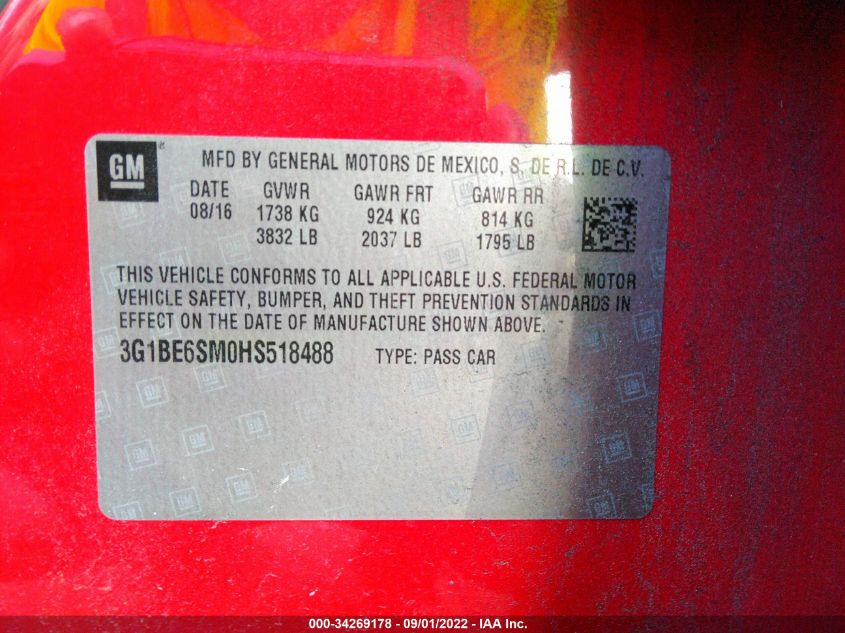 GM ® MFD BY GENERAL MOTORS DE MEXICO, S. DE R.L. DE C.V.
DATE GVWR GAWR FRT GAWR RR
08/16 1738 KG 924 KG 814 KG
3832 LB 2037 LB 1795 LB
THIS VEHICLE CONFORMS TO ALL APPLICABLE U.S. FEDERAL MOTOR
VEHICLE SAFETY, BUMPER, AND THEFT PREVENTION STANDARDS IN
EFFECT ON THE DATE OF MANUFACTURE SHOWN ABOVE.
3G1BE6SM0HS518488 TYPE: PASS CAR
000-34269178 - 09/01/2022 - IAA Inc.